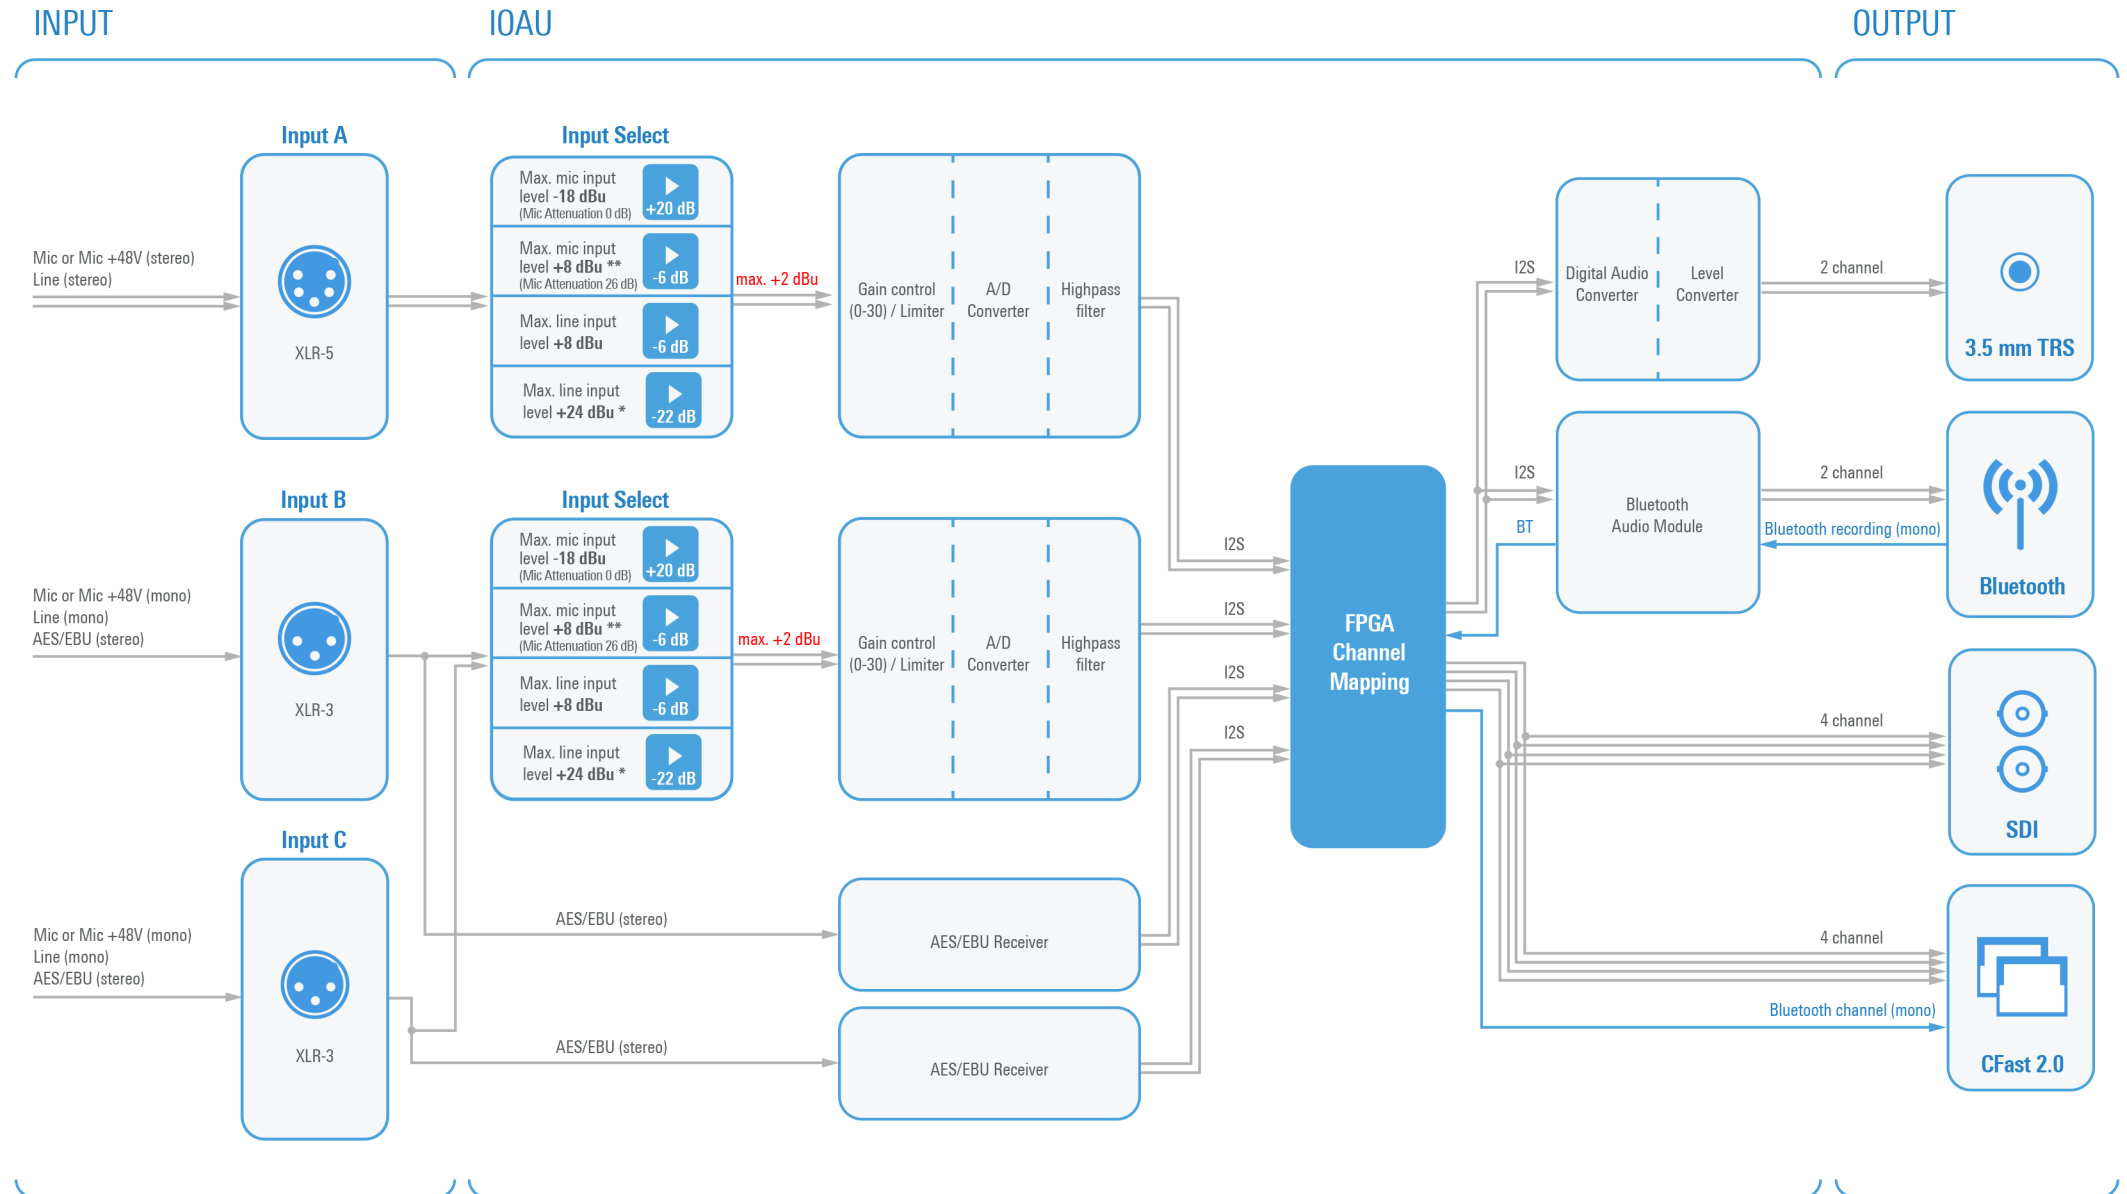 INPUT
IOAU
OUTPUT
Input A
Mic or Mic +48V (stereo)
Line (stereo)
XLR-5
Input Select
Max. mic input
level -18 dBu
(Mic Attenuation 0 dB)
+20 dB
Max. mic input
level +8 dBu **
(Mic Attenuation 26 dB)
-6 dB
Max. line input
level +8 dBu
-6 dB
Max. line input
level +24 dBu *
-22 dB
max. +2 dBu
Gain control
(0-30) / Limiter
A/D
Converter
Highpass
filter
Input B
Mic or Mic +48V (mono)
Line (mono)
AES/EBU (stereo)
XLR-3
Input Select
Max. mic input
level -18 dBu
(Mic Attenuation 0 dB)
+20 dB
Max. mic input
level +8 dBu **
(Mic Attenuation 26 dB)
-6 dB
Max. line input
level +8 dBu
-6 dB
Max. line input
level +24 dBu *
-22 dB
max. +2 dBu
Gain control
(0-30) / Limiter
A/D
Converter
Highpass
filter
Input C
Mic or Mic +48V (mono)
Line (mono)
AES/EBU (stereo)
XLR-3
AES/EBU (stereo)
AES/EBU Receiver
AES/EBU (stereo)
AES/EBU Receiver
I2S
I2S
I2S
I2S
FPGA
Channel
Mapping
I2S
Digital Audio
Converter
Level
Converter
2 channel
3.5 mm TRS
I2S
BT
Bluetooth
Audio Module
2 channel
Bluetooth recording (mono)
Bluetooth
4 channel
SDI
4 channel
Bluetooth channel (mono)
CFast 2.0